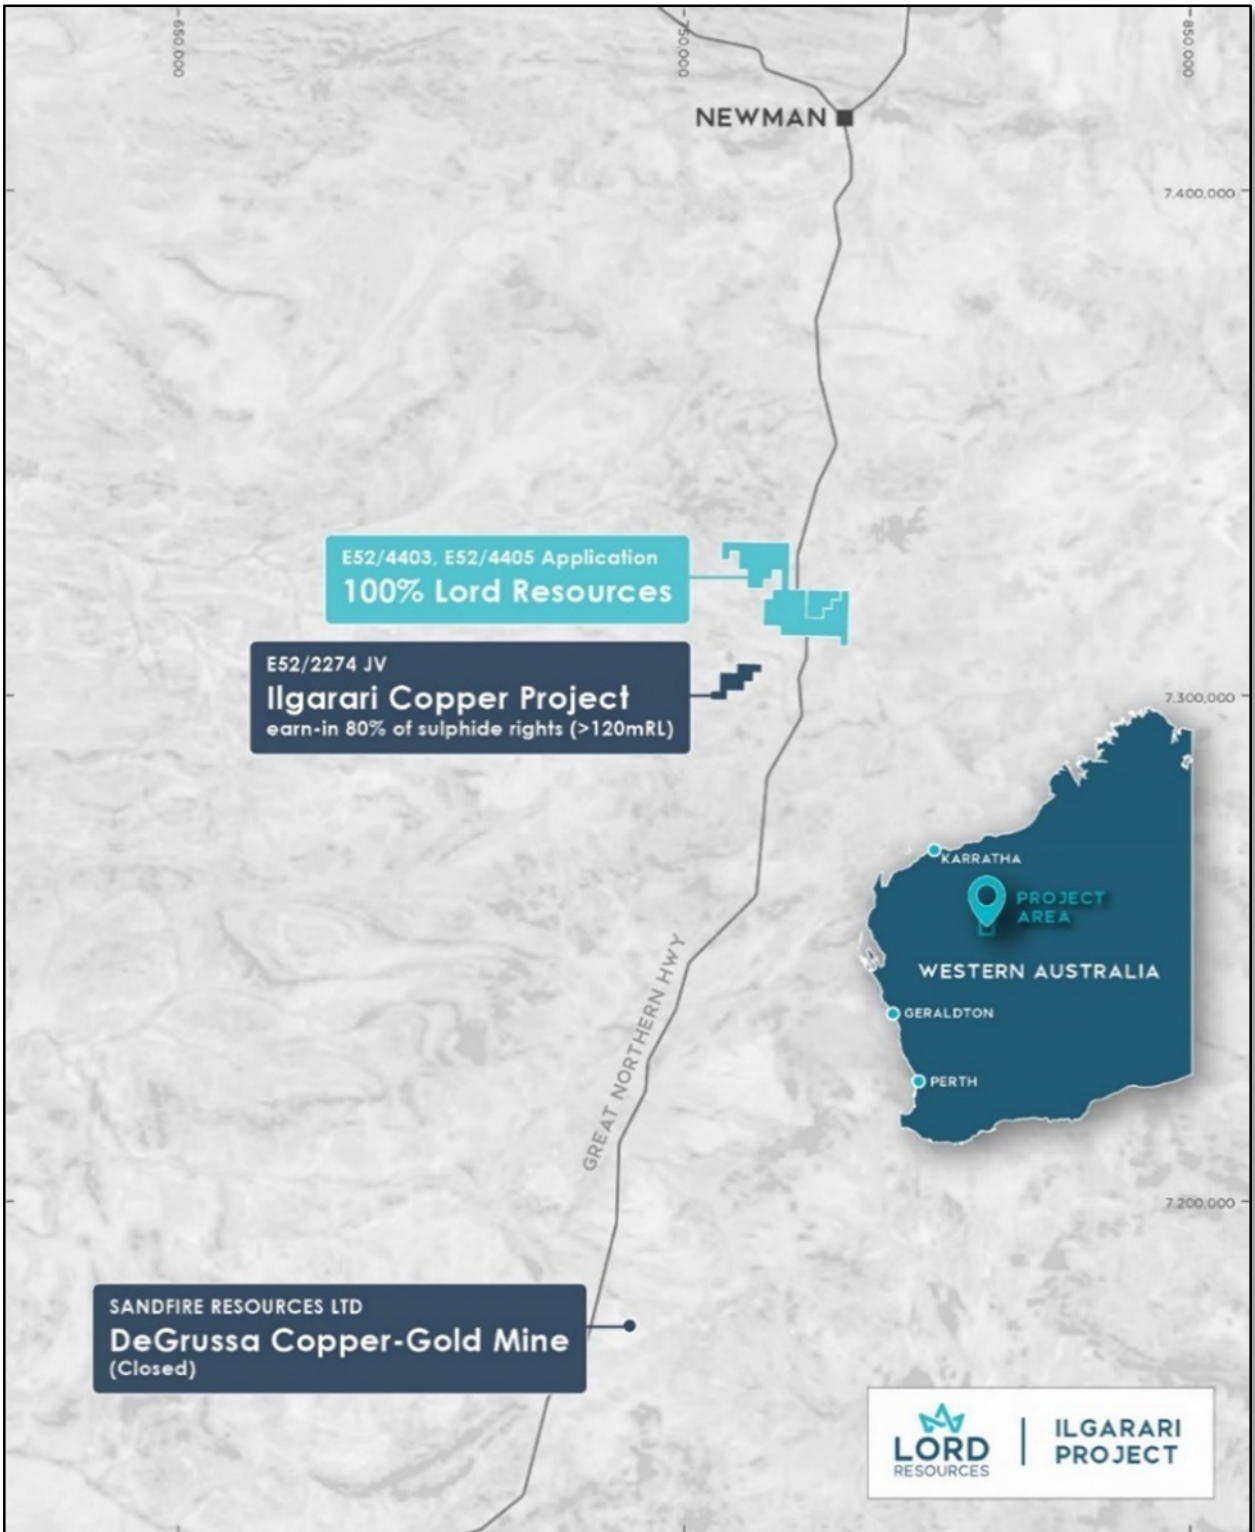 650,000
50,000
850,000
NEWMAN
7,400,000
E52/4403, E52/4405 Application
100% Lord Resources
E52/2274 JV
Ilgarari Copper Project
earn-in 80% of sulphide rights (>120mRL)
7,300,000
KARRATHA
PROJECT
AREA
WESTERN AUSTRALIA
GERALDTON
PERTH
GREAT NORTHERN HWY
7,200,000
SANDFIRE RESOURCES LTD
DeGrussa Copper-Gold Mine
(Closed)
LORD
RESOURCES
ILGARARI
PROJECT